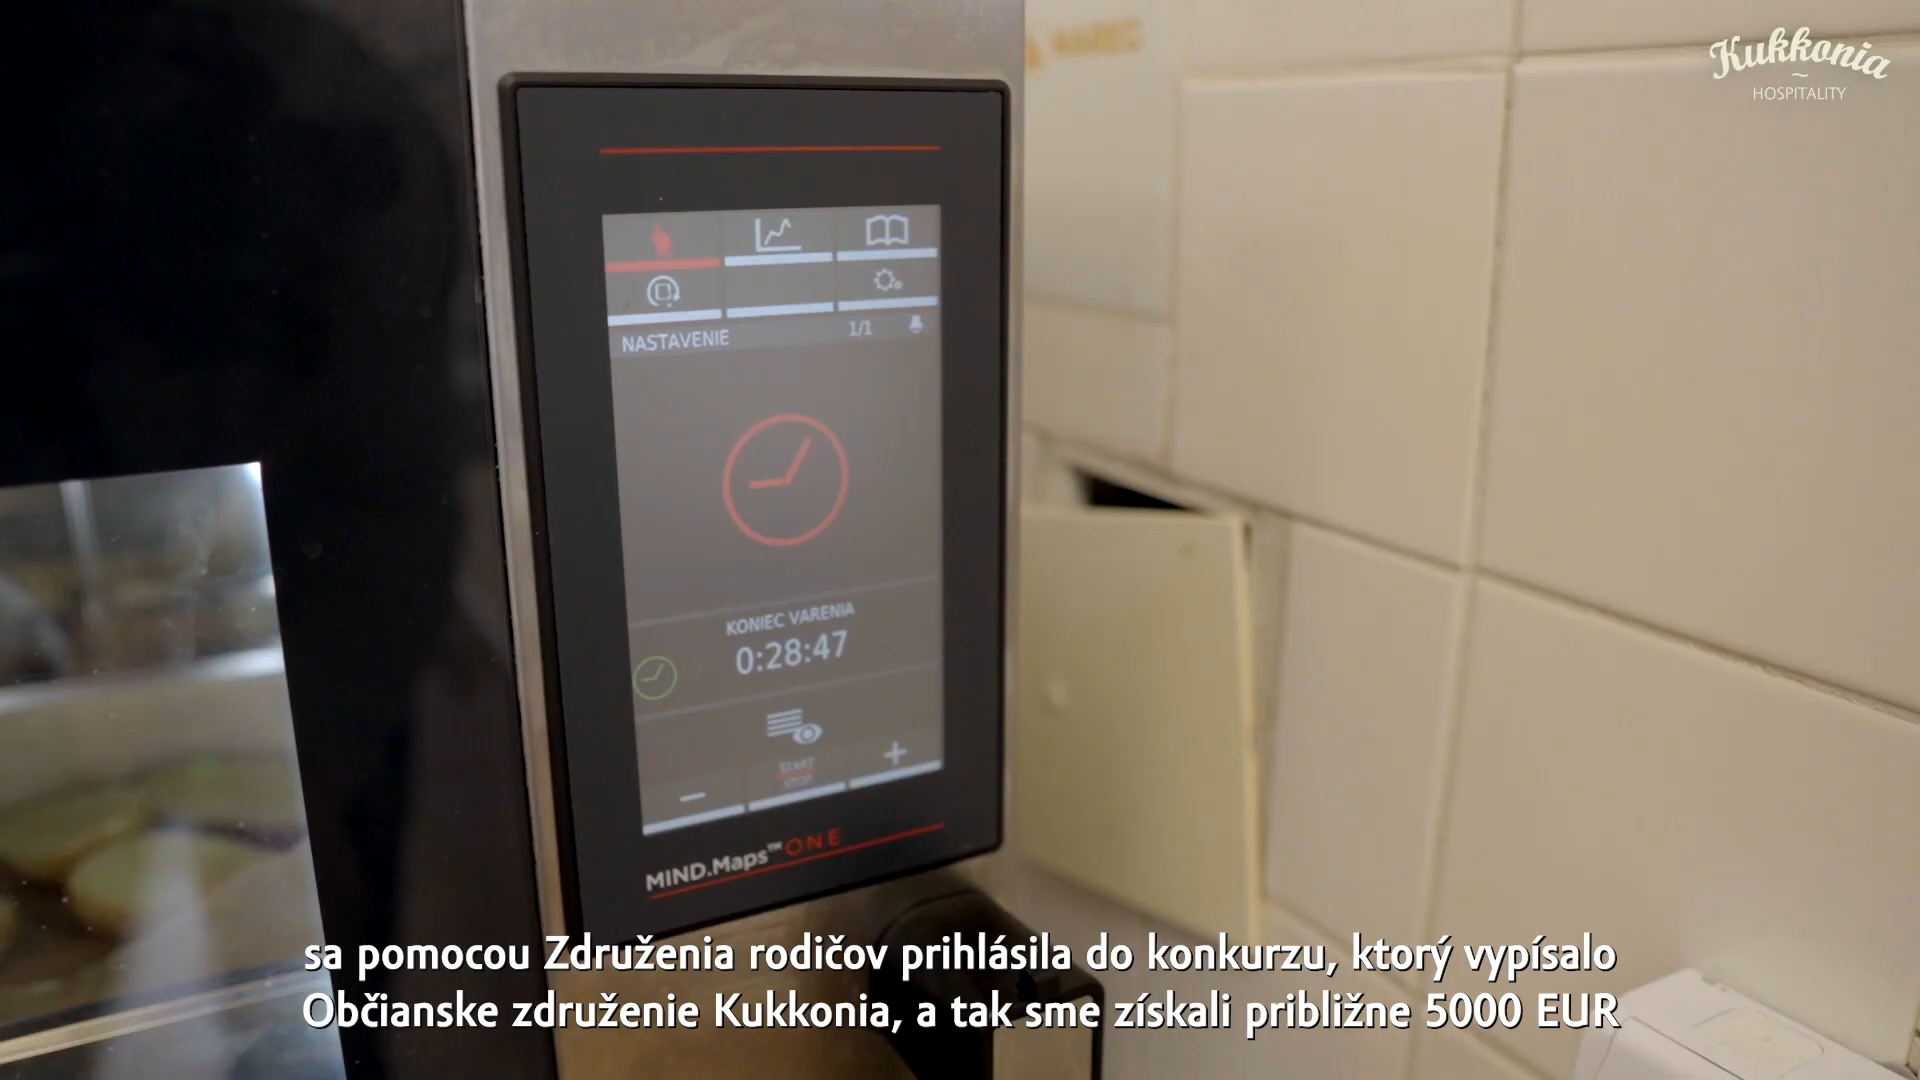 Kukkonia
HOSPITALITY
NASTAVENIE 1/1
KONIEC VARENIA
0:28:47
START
STOP
MIND.Maps™ ONE
sa pomocou Združenia rodičov prihlásila do konkurzu, ktorý vypísalo
Občianske združenie Kukkonia, a tak sme získali približne 5000 EUR